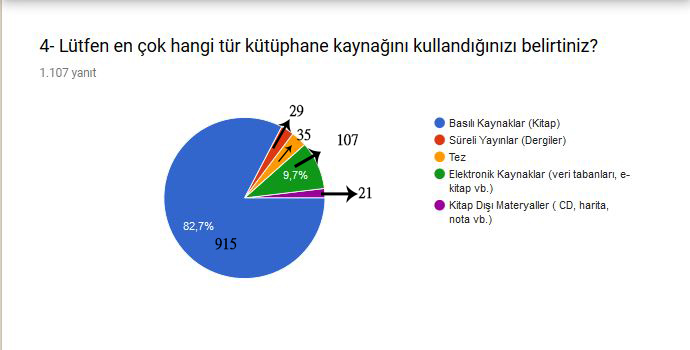 4- Lütfen en çok hangi tür kütüphane kaynağını kullandığınızı belirtiniz?
1.107 yanıt
29
35
107
9,7%
21
82,7%
915
Basılı Kaynaklar (Kitap)
Süreli Yayınlar (Dergiler)
Tez
Elektronik Kaynaklar (veri tabanları, e-
kitap vb.)
Kitap Dışı Materyaller ( CD, harita,
nota vb.)